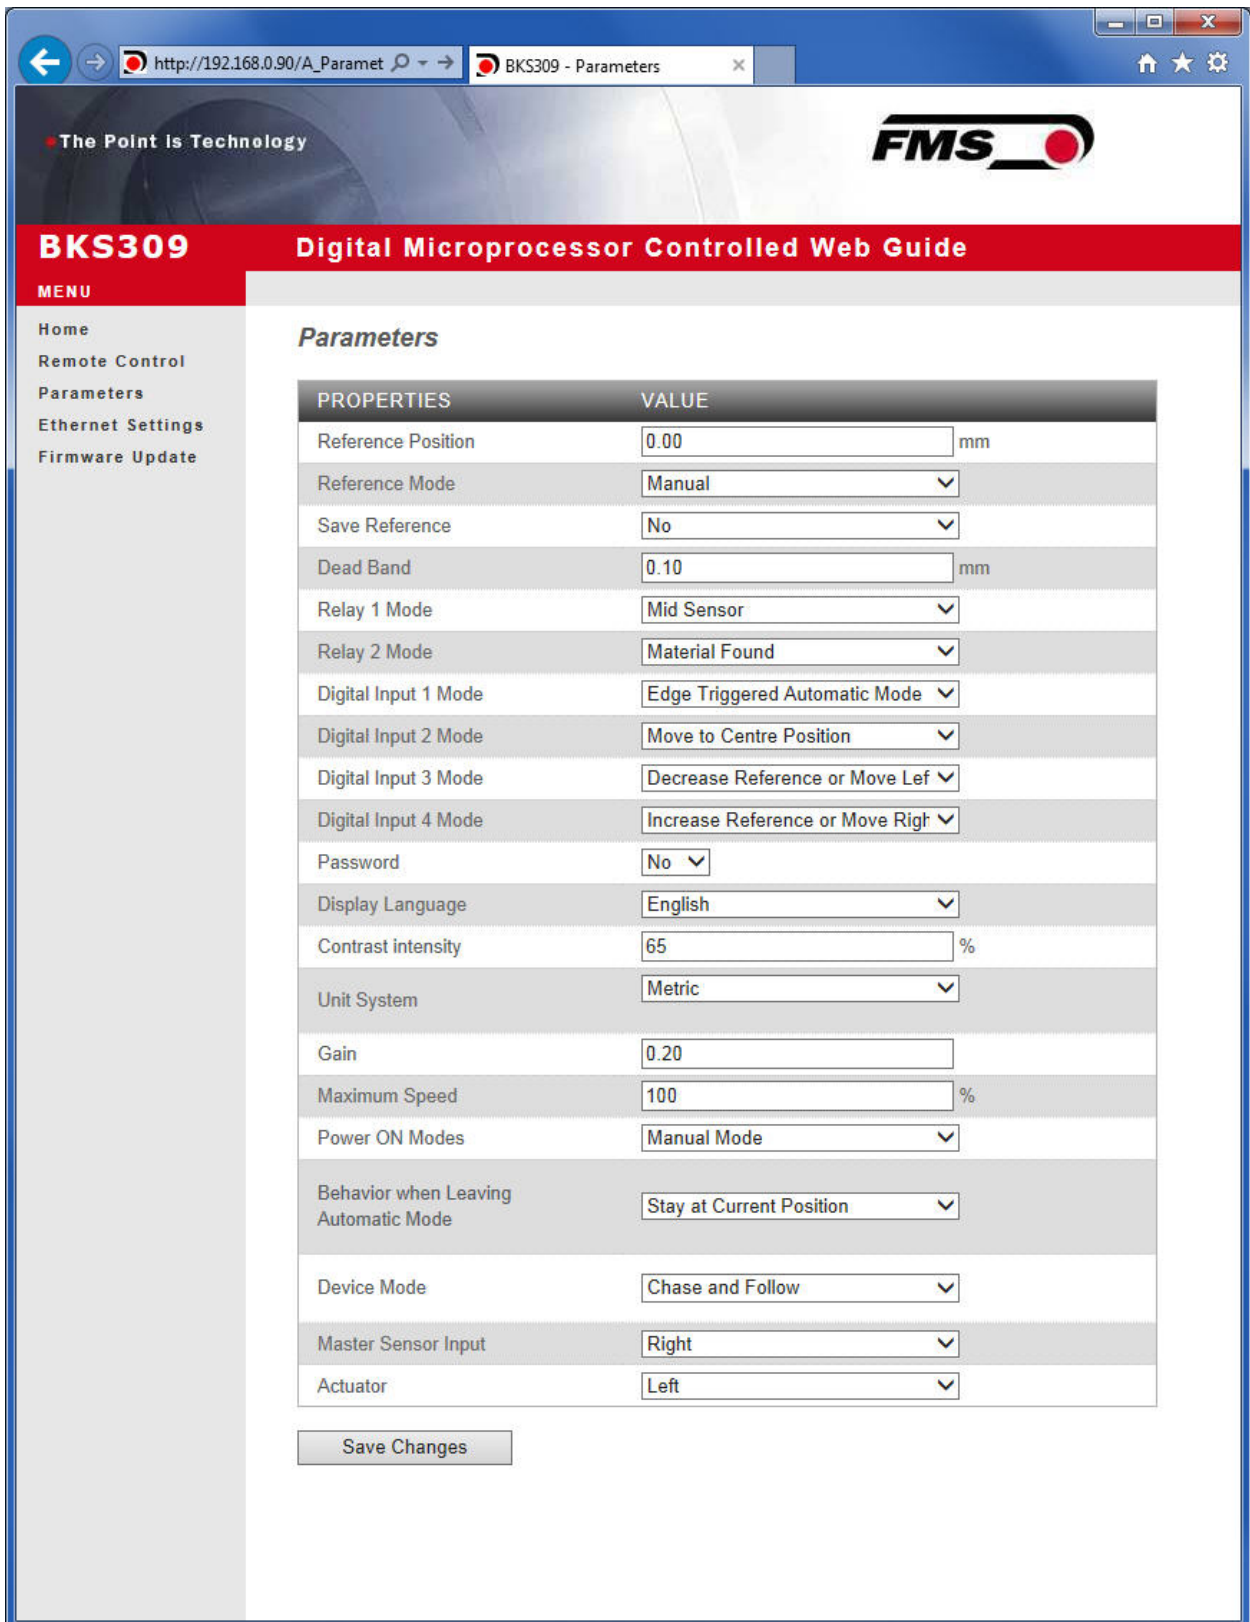 http://192.168.0.90/A_Paramet
BKS309 - Parameters
The Point is Technology
FMS
BKS309
Digital Microprocessor Controlled Web Guide
MENU
Home
Remote Control
Parameters
Ethernet Settings
Firmware Update
Parameters
PROPERTIES VALUE
Reference Position 0.00 mm
Reference Mode Manual
Save Reference No
Dead Band 0.10 mm
Relay 1 Mode Mid Sensor
Relay 2 Mode Material Found
Digital Input 1 Mode Edge Triggered Automatic Mode
Digital Input 2 Mode Move to Centre Position
Digital Input 3 Mode Decrease Reference or Move Lef
Digital Input 4 Mode Increase Reference or Move Righ
Password No
Display Language English
Contrast intensity 65 %
Unit System Metric
Gain 0.20
Maximum Speed 100 %
Power ON Modes Manual Mode
Behavior when Leaving
Automatic Mode Stay at Current Position
Device Mode Chase and Follow
Master Sensor Input Right
Actuator Left
Save Changes